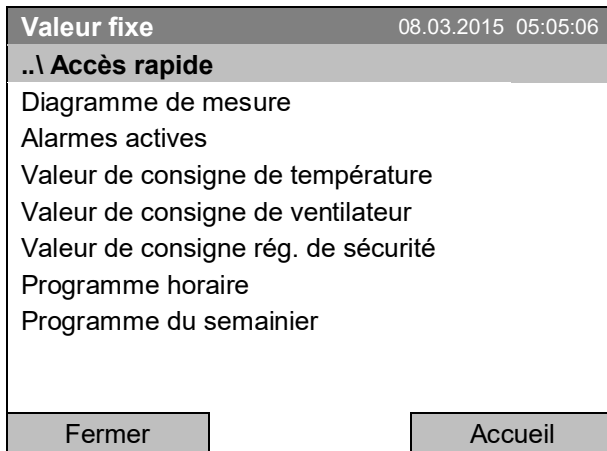 Valeur fixe 08.03.2015 05:05:06
..\ Accès rapide
Diagramme de mesure
Alarmes actives
Valeur de consigne de température
Valeur de consigne de ventilateur
Valeur de consigne rég. de sécurité
Programme horaire
Programme du semainier
Fermer Accueil